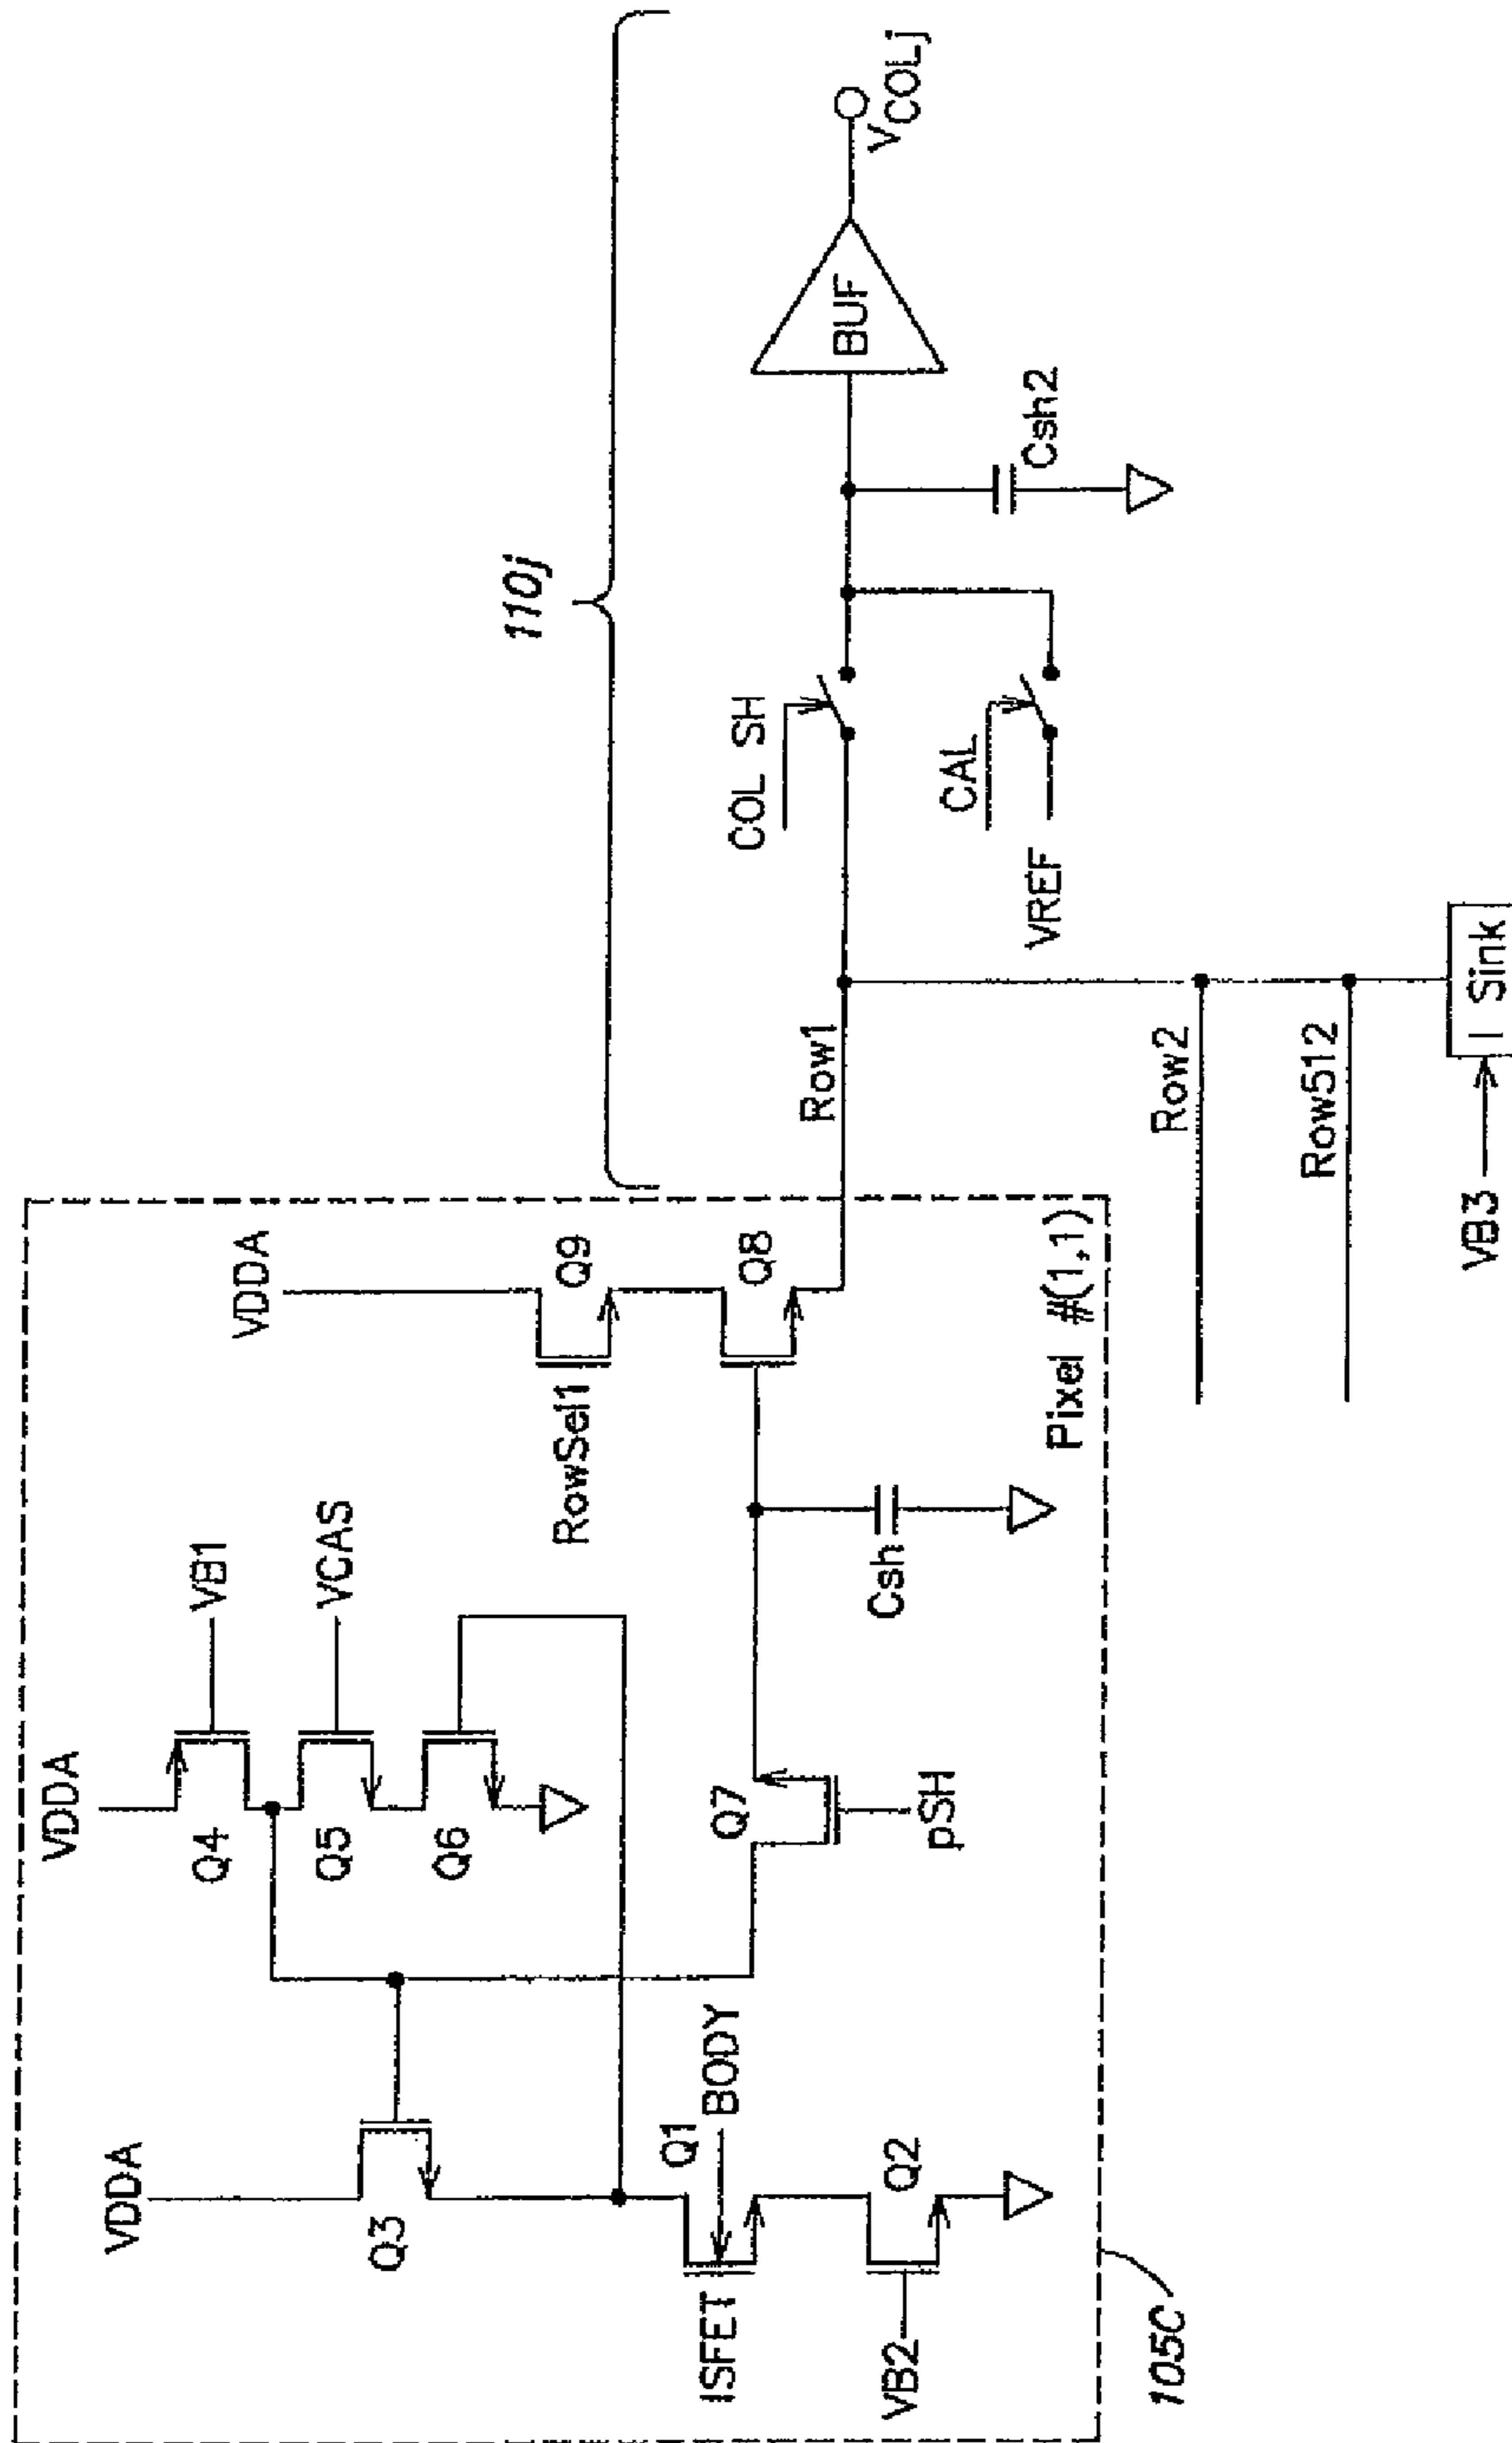 VDDA
VDDA
Q4
VB1
Q5
VCAS
Q6
Q3
ISFET
Q1
BODY
VB2
Q2
Q7
pSH
Csh
VDDA
RowSel1
Q9
Q8
Pixel #(1,1)
105C
110j
Row1
Row2
Row512
VB3
I Sink
COL SH
CAL
VREF
Csh2
BUF
VCOLj